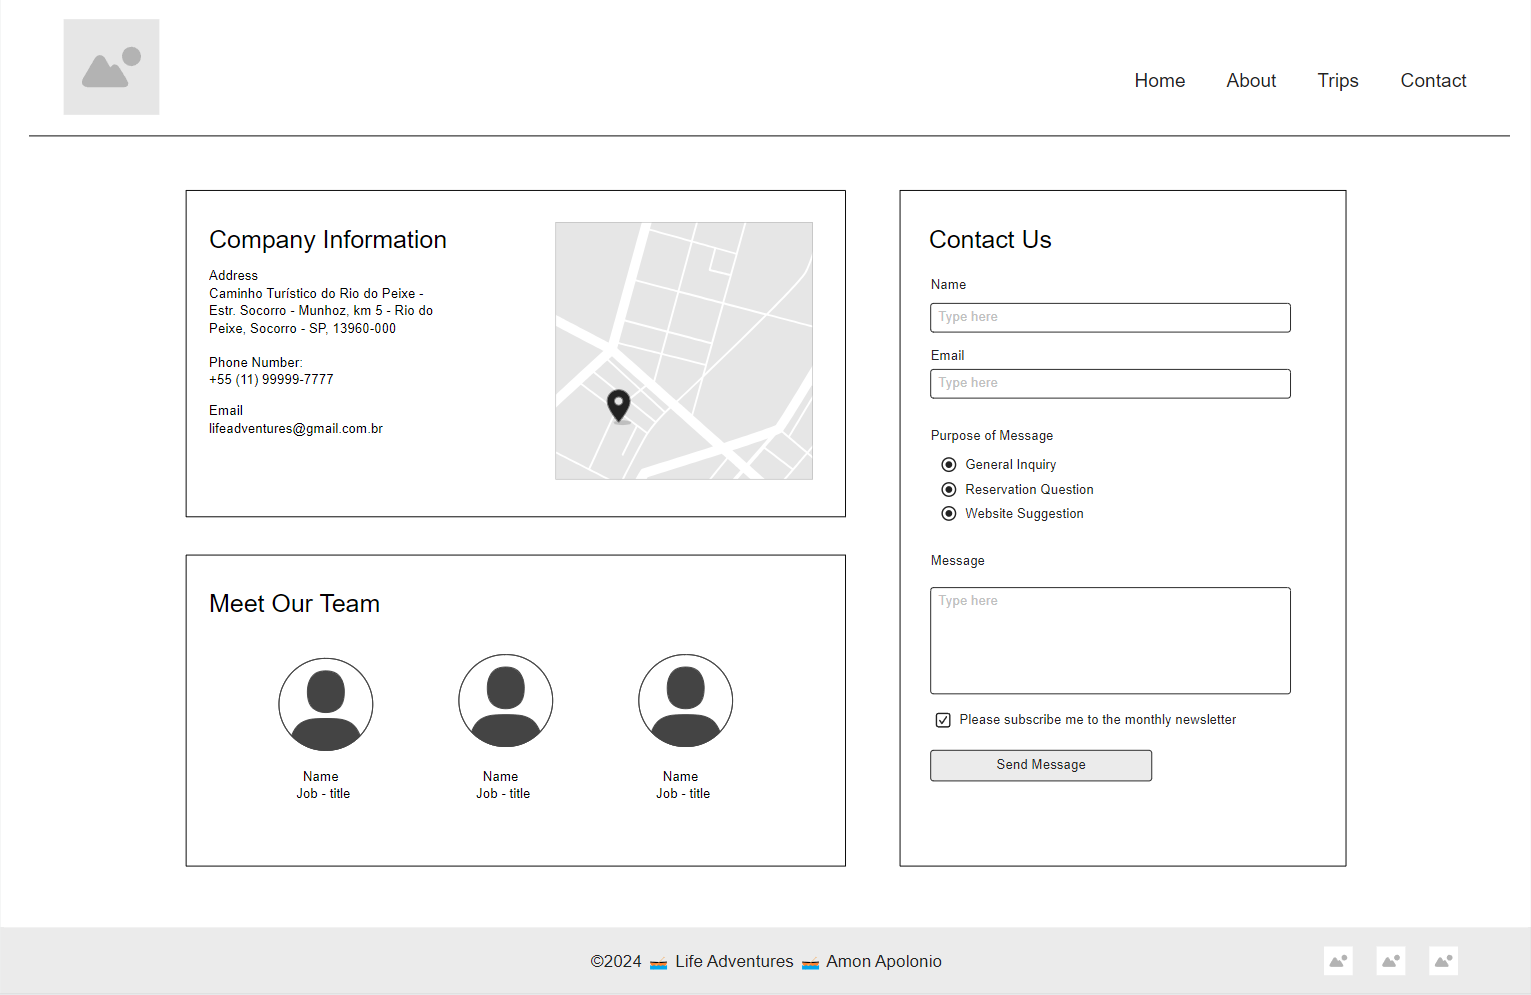 Home About Trips Contact
Company Information
Address
Caminho Turístico do Rio do Peixe -
Estr. Socorro - Munhoz, km 5 - Rio do
Peixe, Socorro - SP, 13960-000
Phone Number:
+55 (11) 99999-7777
Email
lifeadventures@gmail.com.br
Meet Our Team
Name
Job - title
Name
Job - title
Name
Job - title
Contact Us
Name
Type here
Email
Type here
Purpose of Message
General Inquiry
Reservation Question
Website Suggestion
Message
Type here
Please subscribe me to the monthly newsletter
Send Message
©2024 🛶 Life Adventures 🛶 Amon Apolonio